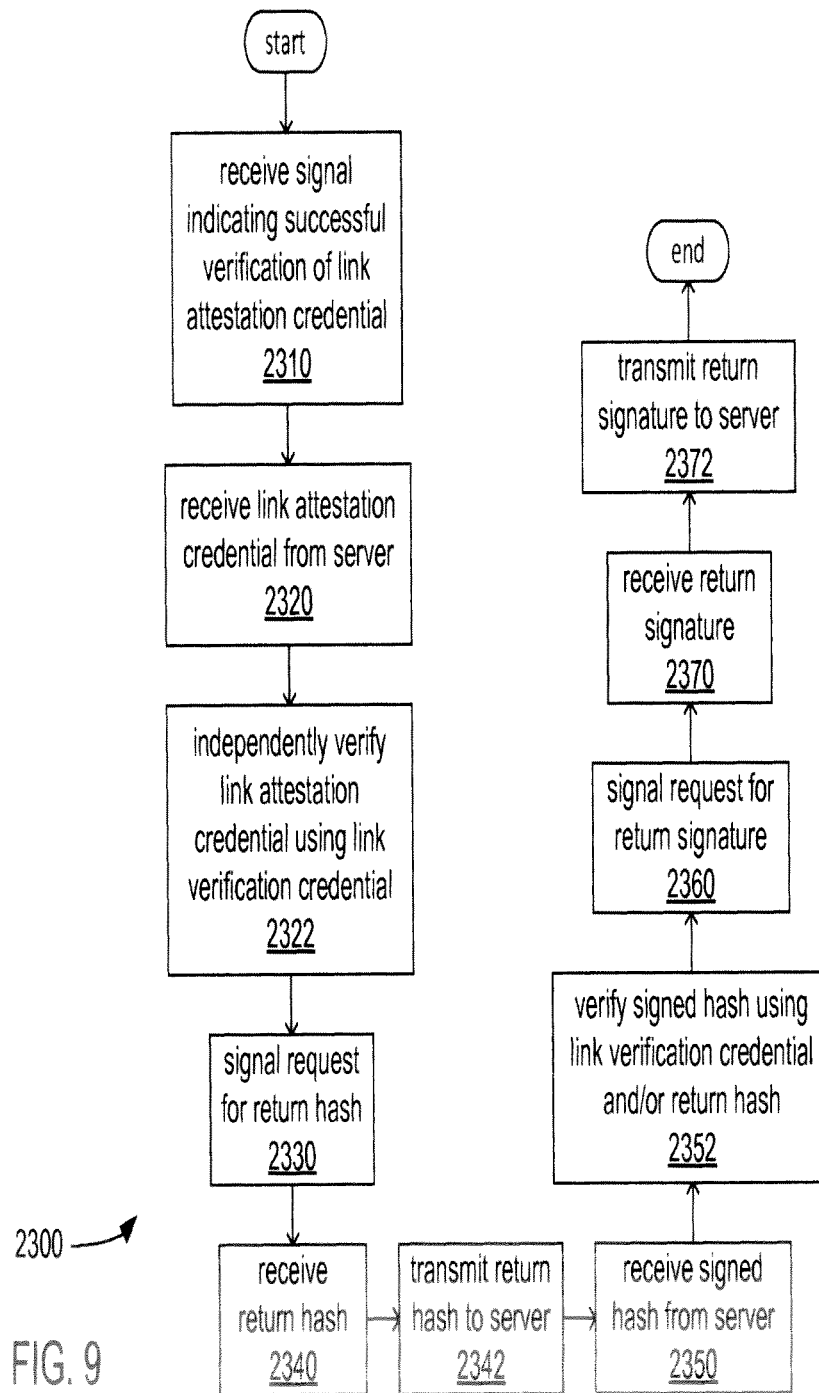 start
receive signal
indicating successful
verification of link
attestation credential
2310
receive link attestation
credential from server
2320
independently verify
link attestation
credential using link
verification credential
2322
signal request
for return hash
2330
receive
return hash
2340
transmit return
hash to server
2342
receive signed
hash from server
2350
verify signed hash using
link verification credential
and/or return hash
2352
signal request for
return signature
2360
receive return
signature
2370
transmit return
signature to server
2372
end
2300
FIG. 9